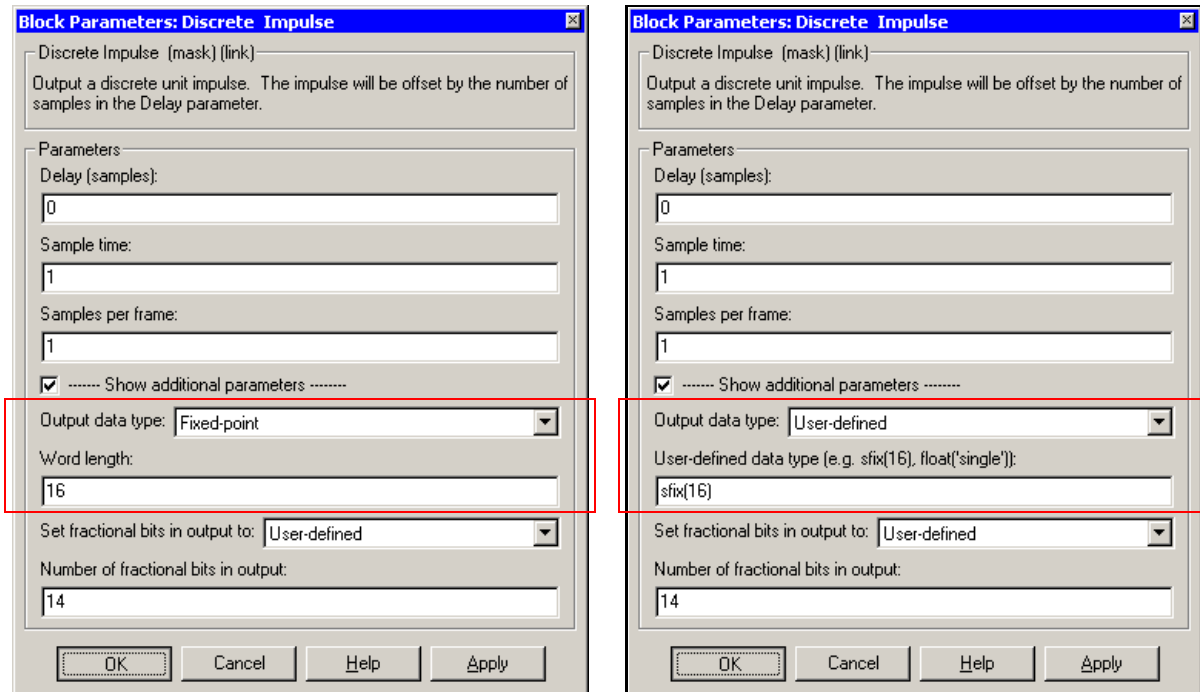 Block Parameters: Discrete Impulse
Discrete Impulse (mask) (link)
Output a discrete unit impulse. The impulse will be offset by the number of
samples in the Delay parameter.
Parameters
Delay (samples):
0
Sample time:
1
Samples per frame:
1
------- Show additional parameters --------
Output data type: Fixed-point
Word length:
16
Set fractional bits in output to: User-defined
Number of fractional bits in output:
14
OK Cancel Help Apply
Block Parameters: Discrete Impulse
Discrete Impulse (mask) (link)
Output a discrete unit impulse. The impulse will be offset by the number of
samples in the Delay parameter.
Parameters
Delay (samples):
0
Sample time:
1
Samples per frame:
1
------- Show additional parameters --------
Output data type: User-defined
User-defined data type (e.g. sfix(16), float('single')):
sfix(16)
Set fractional bits in output to: User-defined
Number of fractional bits in output:
14
OK Cancel Help Apply